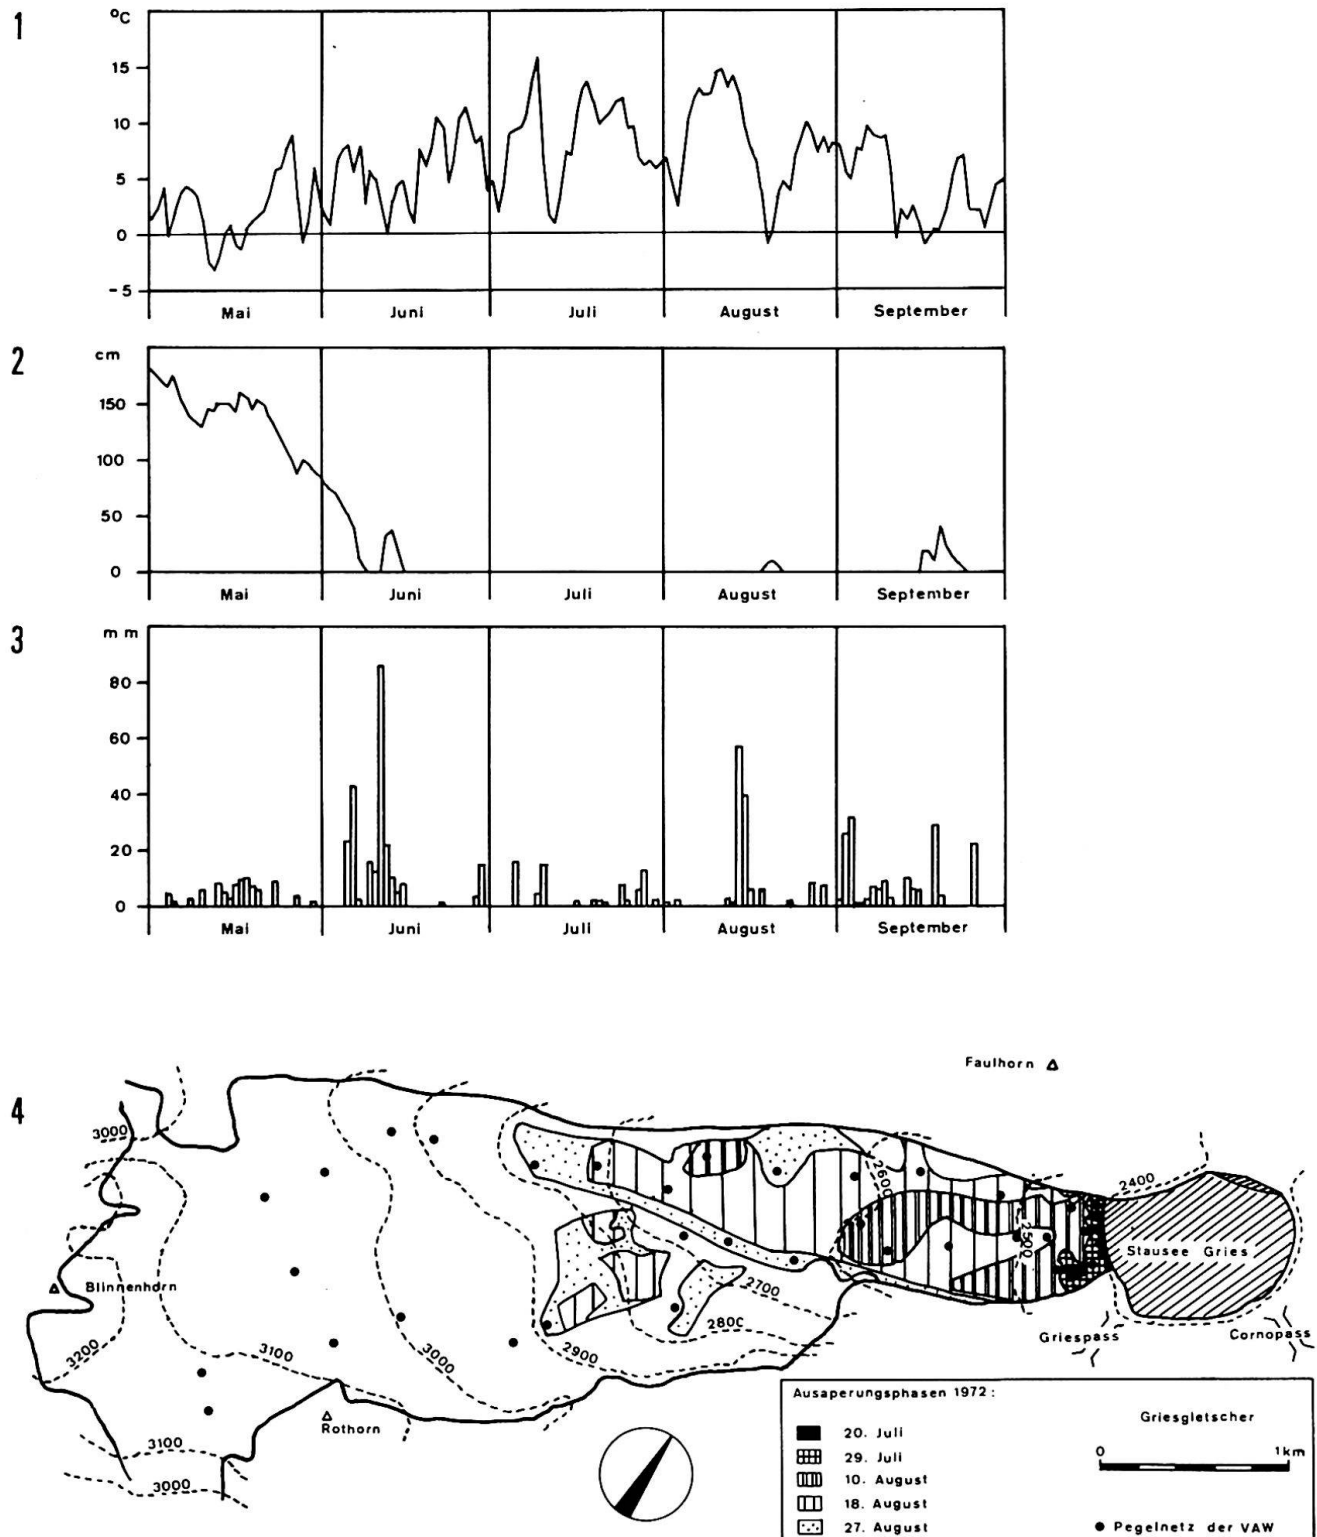 1
°C
15
10
5
0
-5
Mai Juni Juli August September
2
cm
150
100
50
0
Mai Juni Juli August September
3
mm
80
60
40
20
0
Mai Juni Juli August September
4
Faulhorn
3000
2600
2400
2500
Stausee Gries
Blinnenhorn
2700
2800
Griespass
Cornopass
3200
3100
3000
2900
Rothorn
3100
3000
Ausaperungsphasen 1972:
Griesgletscher
20. Juli
29. Juli
0 1km
10. August
18. August
27. August
Pegelnetz der VAW